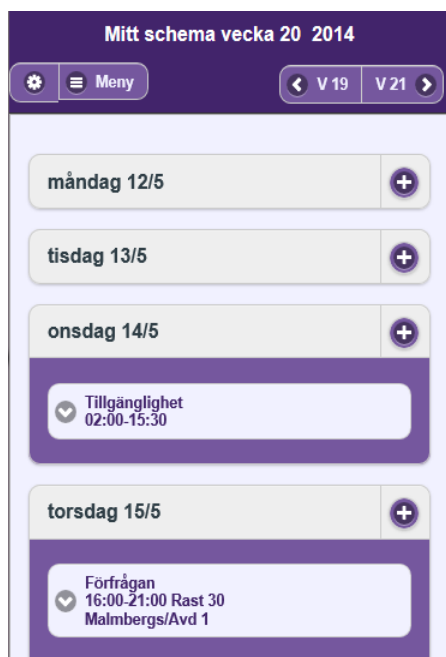 Mitt schema vecka 20 2014
Meny
V 19
V 21
måndag 12/5
tisdag 13/5
onsdag 14/5
Tillgänglighet
02:00-15:30
torsdag 15/5
Förfrågan
16:00-21:00 Rast 30
Malmbergs/Avd 1